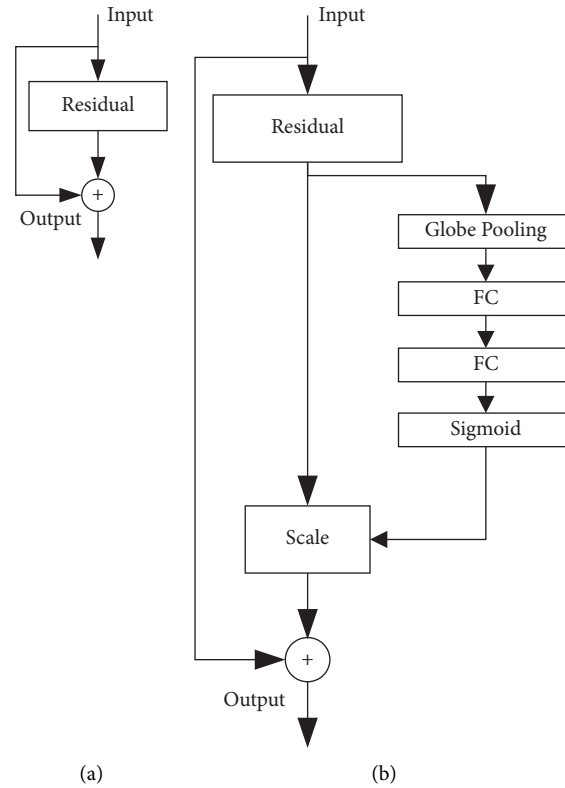 Input
Residual
+
Output
(a)
Input
Residual
Globe Pooling
FC
FC
Sigmoid
Scale
+
Output
(b)